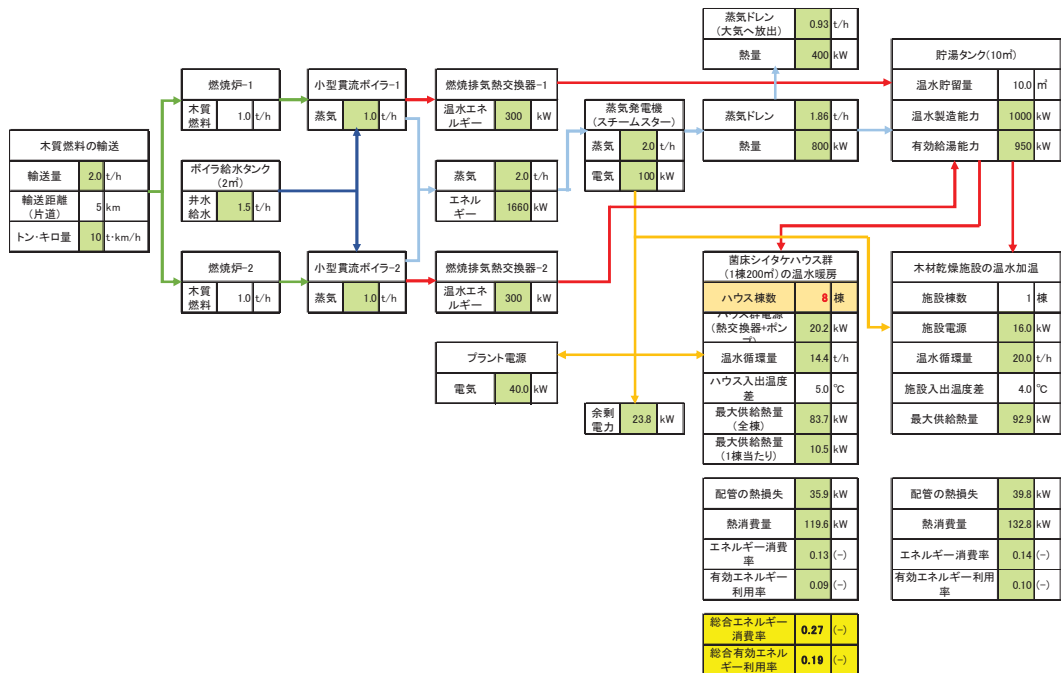 木質燃料の輸送
輸送量 2.0 t/h
輸送距離
(片道) 5 km
トン・キロ量 10 t・km/h
燃焼炉-1
木質
燃料 1.0 t/h
小型貫流ボイラ-1
蒸気 1.0 t/h
燃焼排気熱交換器-1
温水エネ
ルギー 300 kW
ボイラ給水タンク
(2㎥)
井水
給水 1.5 t/h
蒸気 2.0 t/h
エネル
ギー 1660 kW
燃焼炉-2
木質
燃料 1.0 t/h
小型貫流ボイラ-2
蒸気 1.0 t/h
燃焼排気熱交換器-2
温水エネ
ルギー 300 kW
蒸気発電機
(スチームスター)
蒸気 2.0 t/h
電気 100 kW
蒸気ドレン
(大気へ放出) 0.93 t/h
熱量 400 kW
蒸気ドレン 1.86 t/h
熱量 800 kW
貯湯タンク(10㎥)
温水貯留量 10.0 ㎥
温水製造能力 1000 kW
有効給湯能力 950 kW
プラント電源
電気 40.0 kW
余剰
電力 23.8 kW
菌床シイタケハウス群
(1棟200㎡)の温水暖房
ハウス棟数 8 棟
ハウス群電源
(熱交換器+ポン
プ) 20.2 kW
温水循環量 14.4 t/h
ハウス入出温度
差 5.0 ℃
最大供給熱量
(全棟) 83.7 kW
最大供給熱量
(1棟当たり) 10.5 kW
木材乾燥施設の温水加温
施設棟数 1 棟
施設電源 16.0 kW
温水循環量 20.0 t/h
施設入出温度差 4.0 ℃
最大供給熱量 92.9 kW
配管の熱損失 35.9 kW
熱消費量 119.6 kW
エネルギー消費
率 0.13 (-)
有効エネルギー
利用率 0.09 (-)
配管の熱損失 39.8 kW
熱消費量 132.8 kW
エネルギー消費率 0.14 (-)
有効エネルギー利用
率 0.10 (-)
総合エネルギー
消費率 0.27 (-)
総合有効エネル
ギー利用率 0.19 (-)